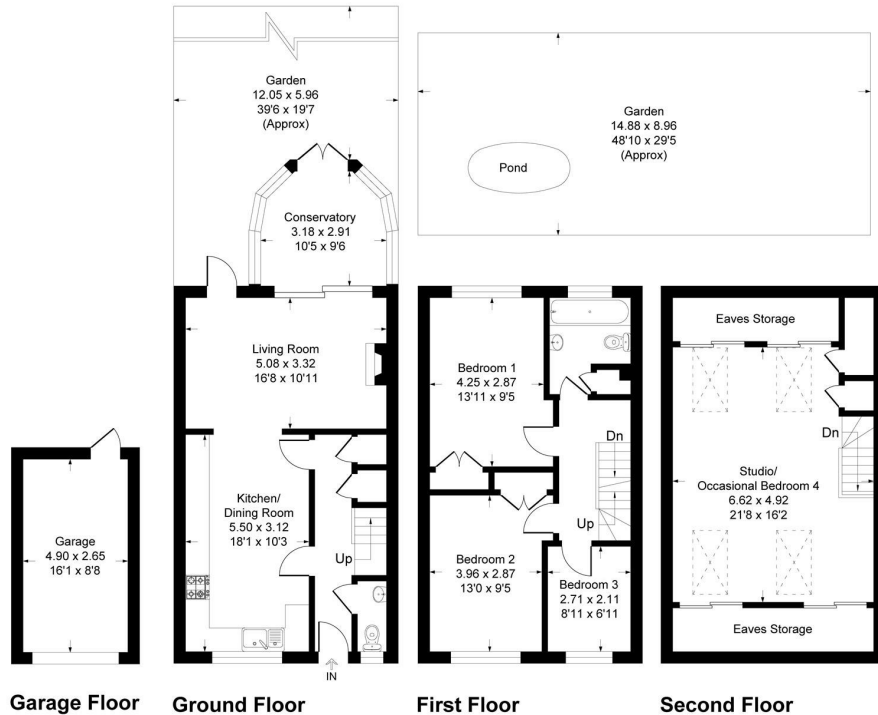 Garden
12.05 x 5.96
39'6 x 19'7
(Approx)
Garden
14.88 x 8.96
48'10 x 29'5
(Approx)
Pond
Conservatory
3.18 x 2.91
10'5 x 9'6
Living Room
5.08 x 3.32
16'8 x 10'11
Kitchen/
Dining Room
5.50 x 3.12
18'1 x 10'3
Up
IN
Garage
4.90 x 2.65
16'1 x 8'8
Bedroom 1
4.25 x 2.87
13'11 x 9'5
Dn
Up
Bedroom 2
3.96 x 2.87
13'0 x 9'5
Bedroom 3
2.71 x 2.11
8'11 x 6'11
Eaves Storage
Dn
Studio/
Occasional Bedroom 4
6.62 x 4.92
21'8 x 16'2
Eaves Storage
Garage Floor
Ground Floor
First Floor
Second Floor